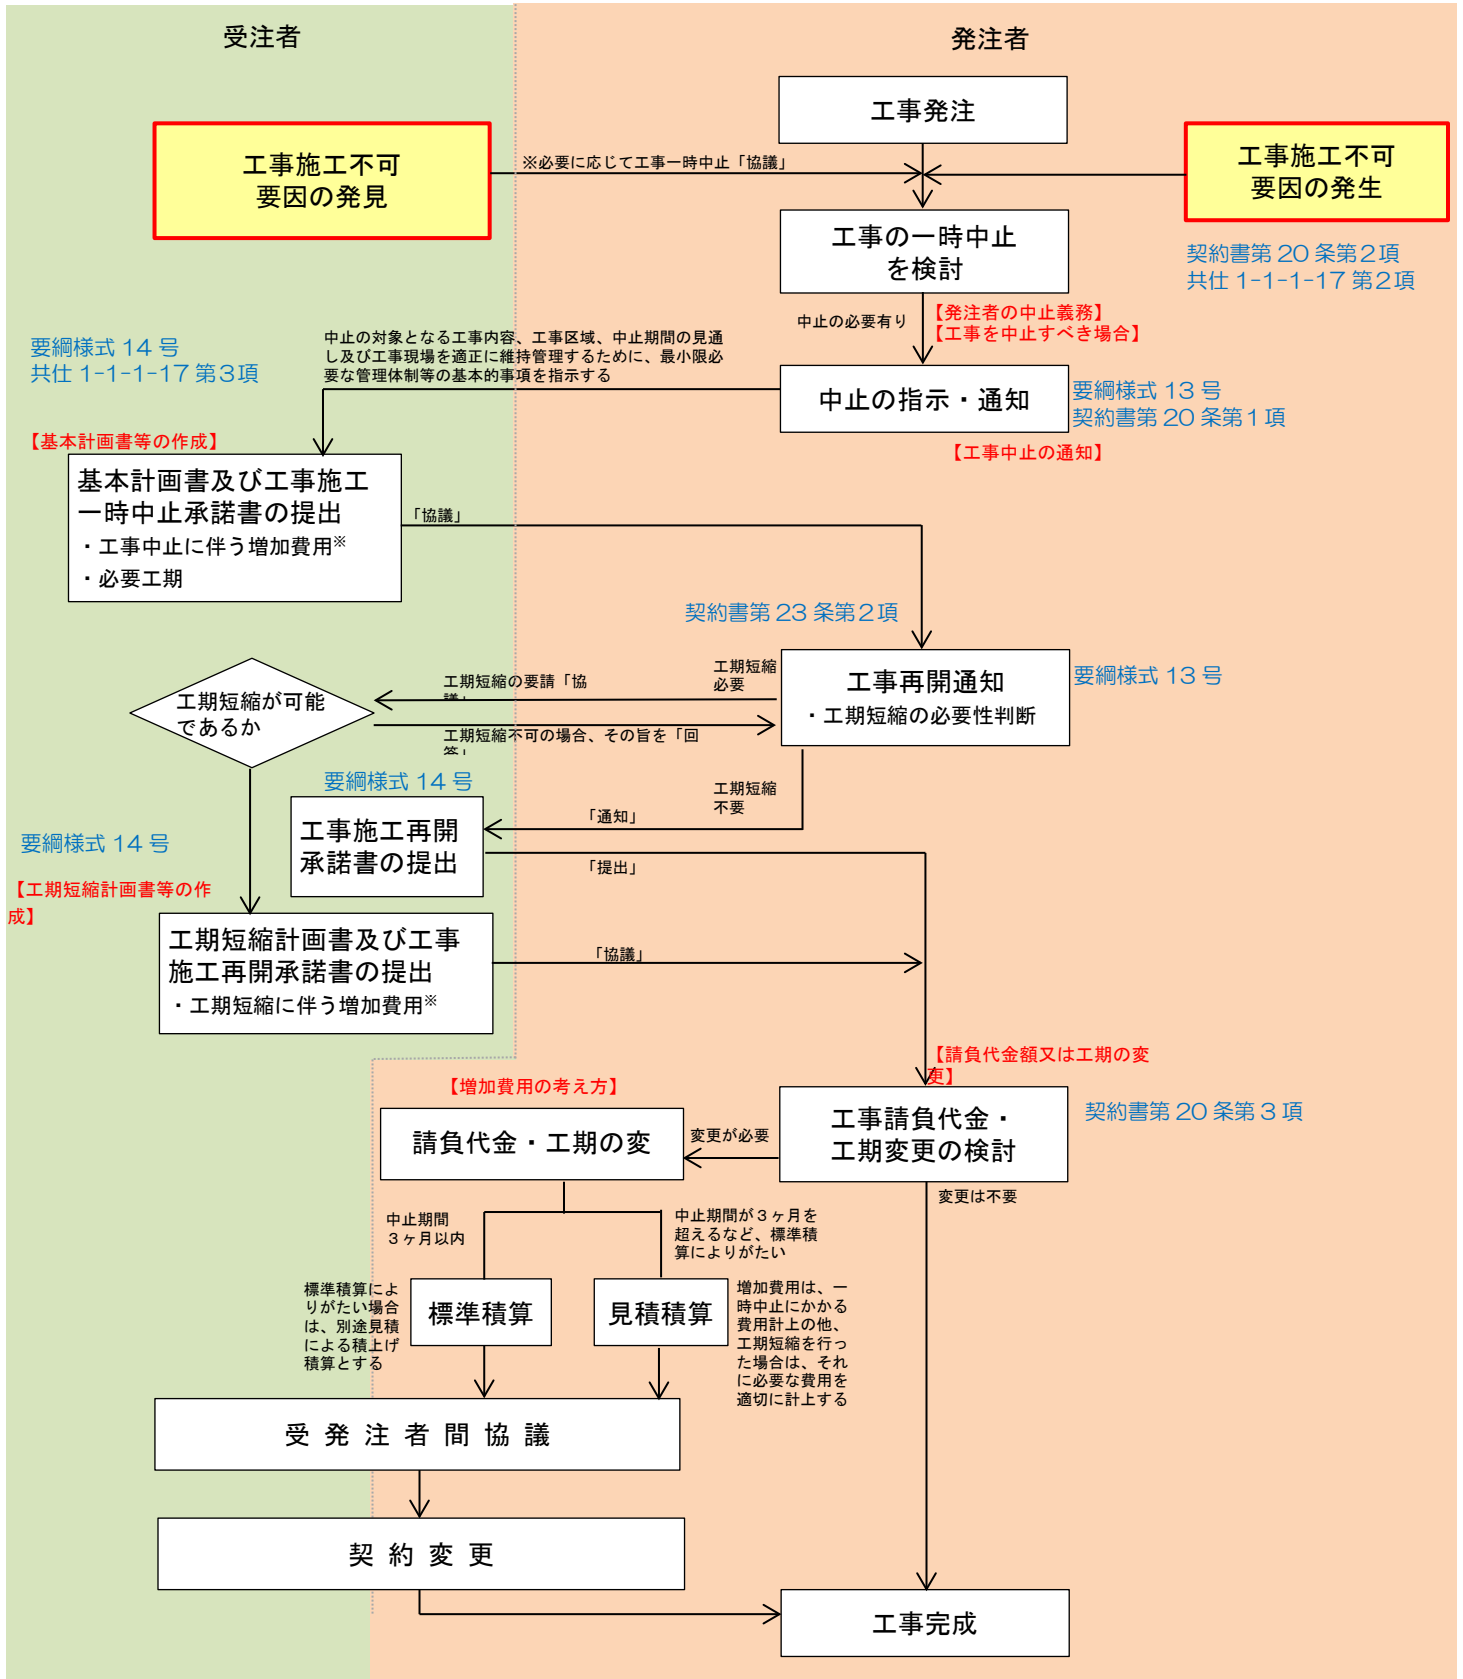 受注者
発注者
工事発注
工事施工不可
要因の発見
※必要に応じて工事一時中止「協議」
工事施工不可
要因の発生
工事の一時中止
を検討
契約書第 20 条第２項
共仕 1-1-1-17 第２項
中止の必要有り
【発注者の中止義務】
【工事を中止すべき場合】
要綱様式 14 号
共仕 1-1-1-17 第３項
中止の対象となる工事内容、工事区域、中止期間の見通
し及び工事現場を適正に維持管理するために、最小限必
要な管理体制等の基本的事項を指示する
中止の指示・通知
要綱様式 13 号
契約書第 20 条第１項
【工事中止の通知】
【基本計画書等の作成】
基本計画書及び工事施工
一時中止承諾書の提出
・工事中止に伴う増加費用※
・必要工期
「協議」
契約書第 23 条第２項
工事再開通知
・工期短縮の必要性判断
要綱様式 13 号
工期短縮
必要
工期短縮の要請「協
議」
工期短縮が可能
であるか
工期短縮不可の場合、その旨を「回
答」
工期短縮
不要
「通知」
要綱様式 14 号
工事施工再開
承諾書の提出
「提出」
要綱様式 14 号
【工期短縮計画書等の作
成】
工期短縮計画書及び工事
施工再開承諾書の提出
・工期短縮に伴う増加費用※
「協議」
【請負代金額又は工期の変
更】
【増加費用の考え方】
工事請負代金・
工期変更の検討
契約書第 20 条第 3 項
変更が必要
請負代金・工期の変
変更は不要
中止期間
３ヶ月以内
中止期間が３ヶ月を
超えるなど、標準積
算によりがたい
標準積算によ
りがたい場合
は、別途見積
による積上げ
積算とする
標準積算
見積積算
増加費用は、一
時中止にかかる
費用計上の他、
工期短縮を行っ
た場合は、それ
に必要な費用を
適切に計上する
受 発 注 者 間 協 議
契 約 変 更
工事完成